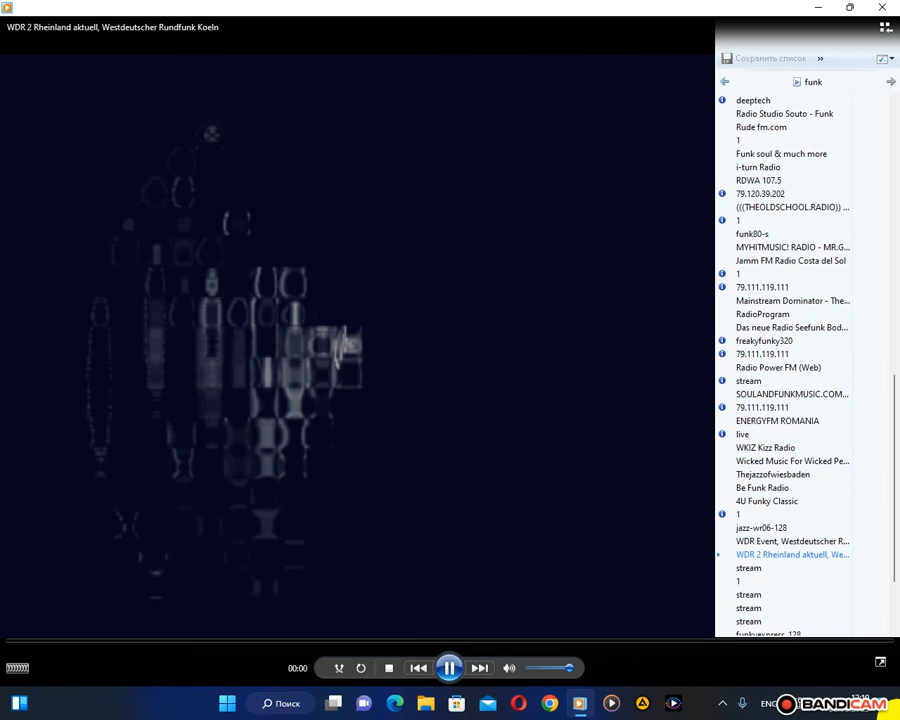 WDR 2 Rheinland aktuell, Westdeutscher Rundfunk Koeln
Сохранить список »
funk
deeptech
Radio Studio Souto - Funk
Rude fm.com
1
Funk soul & much more
i-turn Radio
RDWA 107.5
79.120.39.202
(((THEOLDSCHOOL.RADIO)) ...
1
funk80-s
MYHITMUSIC! RADIO - MR.G...
Jamm FM Radio Costa del Sol
1
79.111.119.111
Mainstream Dominator - The...
RadioProgram
Das neue Radio Seefunk Bod...
freakyfunky320
79.111.119.111
Radio Power FM (Web)
stream
SOULANDFUNKMUSIC.COM...
79.111.119.111
ENERGYFM ROMANIA
live
WKIZ Kizz Radio
Wicked Music For Wicked Pe...
Thejazzofwiesbaden
Be Funk Radio
4U Funky Classic
1
jazz-wr06-128
WDR Event, Westdeutscher R...
WDR 2 Rheinland aktuell, We...
stream
1
stream
stream
stream
funkyexpress_128
00:00
Поиск
ENG
BANDICAM